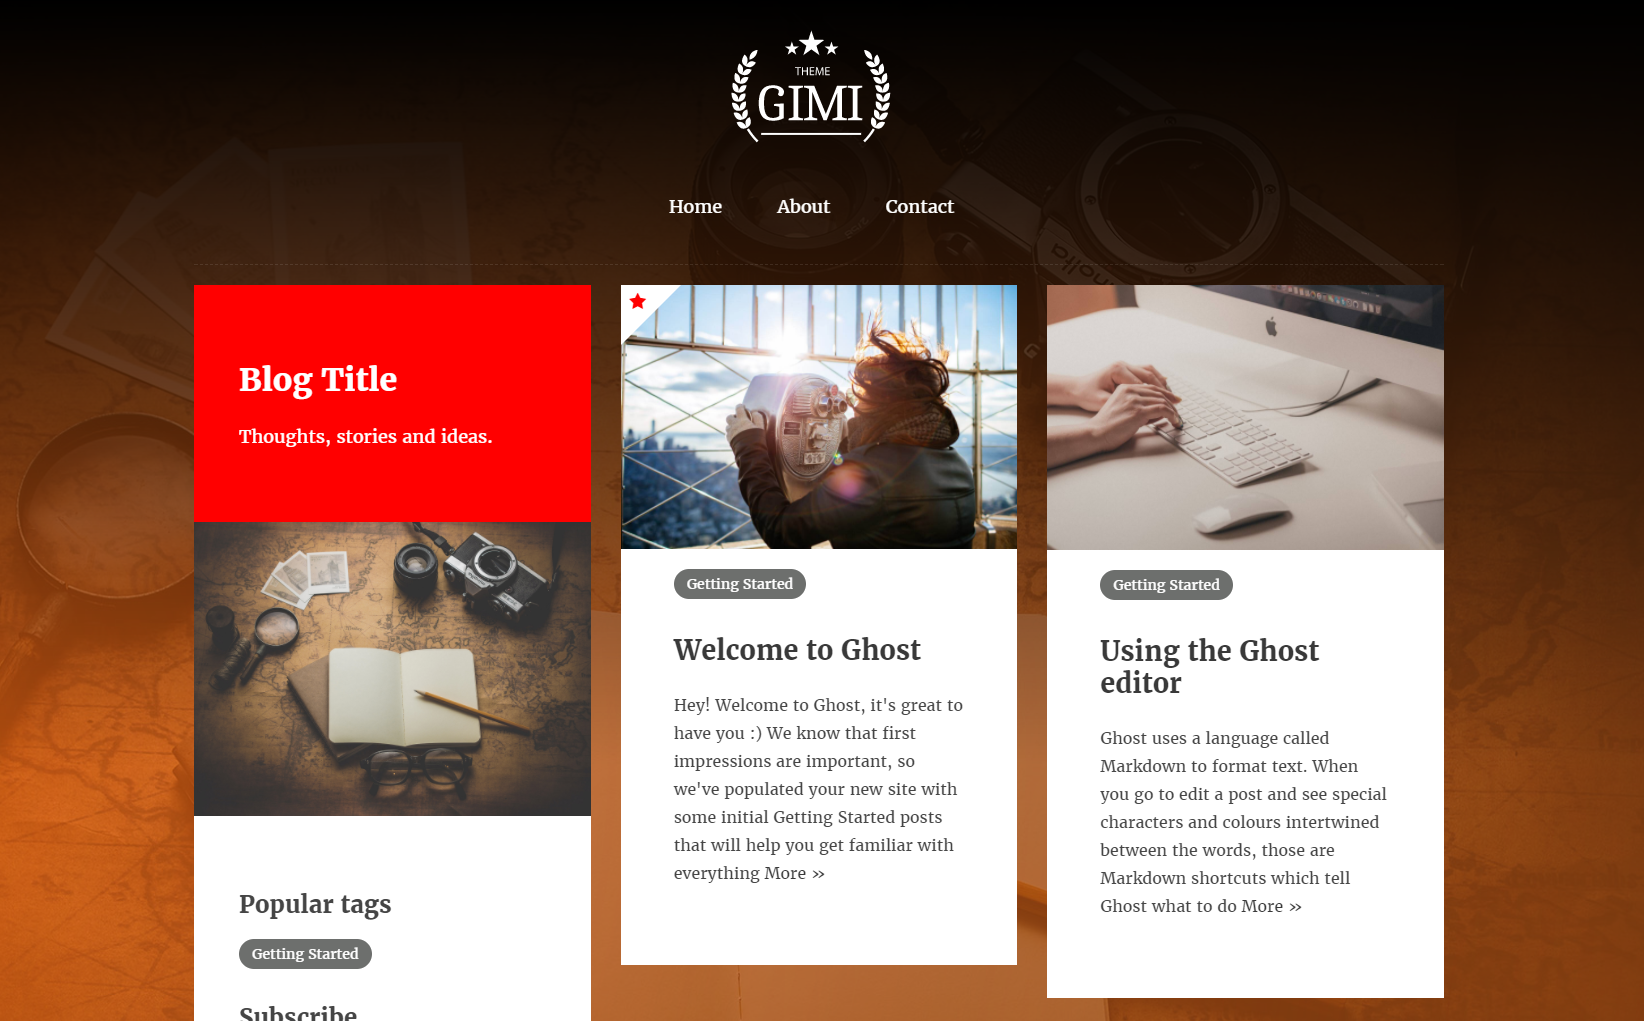 THEME
GIMI
Home About Contact
Blog Title
Thoughts, stories and ideas.
Popular tags
Getting Started
Subscribe
Getting Started
Welcome to Ghost
Hey! Welcome to Ghost, it's great to
have you :) We know that first
impressions are important, so
we've populated your new site with
some initial Getting Started posts
that will help you get familiar with
everything More »
Getting Started
Using the Ghost
editor
Ghost uses a language called
Markdown to format text. When
you go to edit a post and see special
characters and colours intertwined
between the words, those are
Markdown shortcuts which tell
Ghost what to do More »